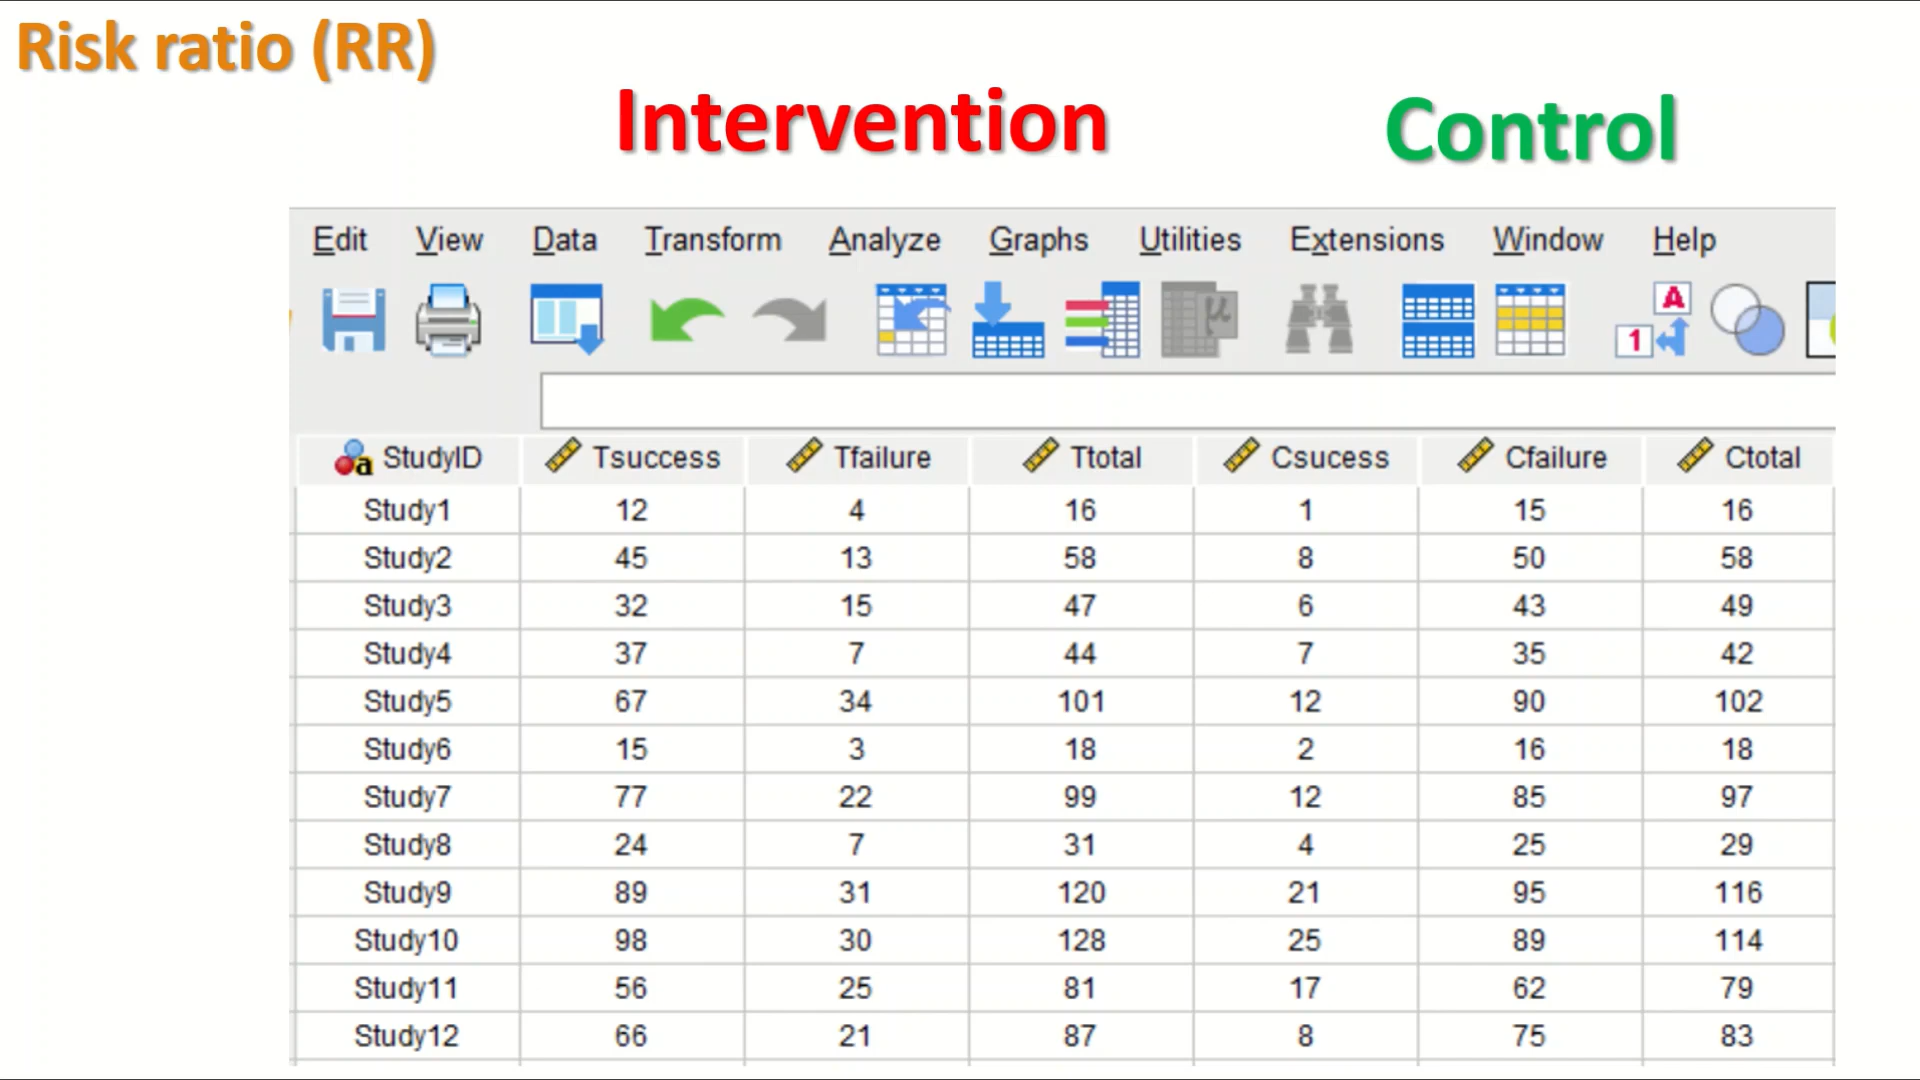 Risk ratio (RR)
Intervention Control
Edit View Data Transform Analyze Graphs Utilities Extensions Window Help
A
1
μ
StudyID Tsuccess Tfailure Ttotal Csucess Cfailure Ctotal
Study1 12 4 16 1 15 16
Study2 45 13 58 8 50 58
Study3 32 15 47 6 43 49
Study4 37 7 44 7 35 42
Study5 67 34 101 12 90 102
Study6 15 3 18 2 16 18
Study7 77 22 99 12 85 97
Study8 24 7 31 4 25 29
Study9 89 31 120 21 95 116
Study10 98 30 128 25 89 114
Study11 56 25 81 17 62 79
Study12 66 21 87 8 75 83